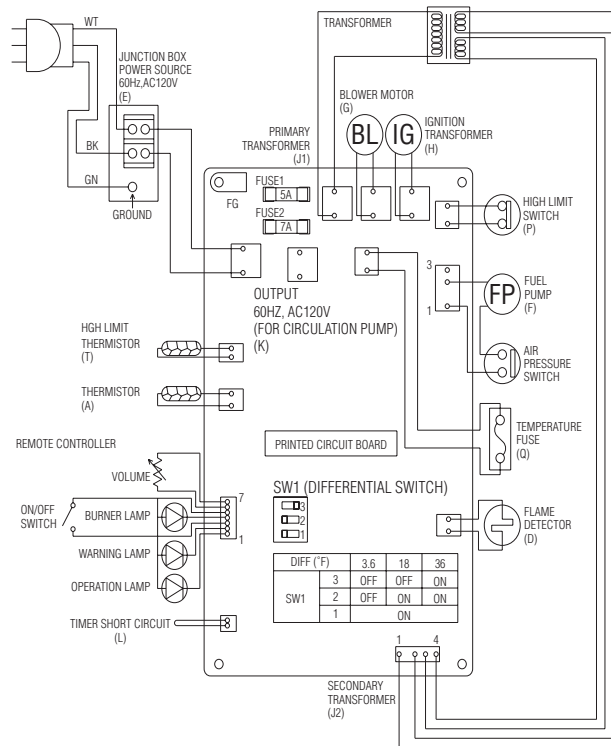 WT
TRANSFORMER
JUNCTION BOX
POWER SOURCE
60Hz,AC120V
(E)
BLOWER MOTOR
(G)
BL
IG
IGNITION
TRANSFORMER
(H)
PRIMARY
TRANSFORMER
(J1)
BK
GN
GROUND
FG
FUSE1
5A
FUSE2
7A
HIGH LIMIT
SWITCH
(P)
OUTPUT
60HZ, AC120V
(FOR CIRCULATION PUMP)
(K)
3
1
FP
FUEL
PUMP
(F)
AIR
PRESSURE
SWITCH
HGH LIMIT
THERMISTOR
(T)
THERMISTOR
(A)
TEMPERATURE
FUSE
(Q)
PRINTED CIRCUIT BOARD
REMOTE CONTROLLER
VOLUME
ON/OFF
SWITCH
BURNER LAMP
WARNING LAMP
OPERATION LAMP
7
1
SW1 (DIFFERENTIAL SWITCH)
3
2
1
FLAME
DETECTOR
(D)
DIFF (°F) 3.6 18 36
SW1
3 OFF OFF ON
2 OFF ON ON
1 ON
TIMER SHORT CIRCUIT
(L)
1 4
SECONDARY
TRANSFORMER
(J2)